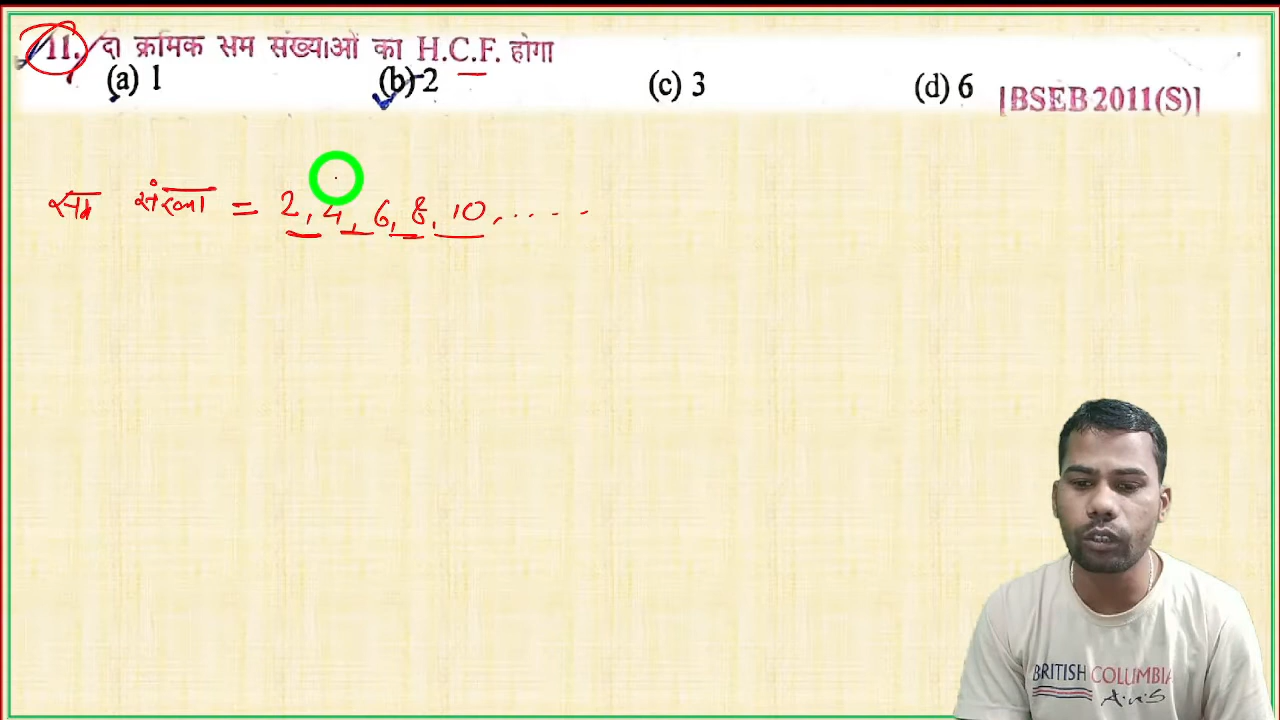 11. दो क्रमिक सम संख्याओं का H.C.F. होगा
(a) 1 (b) 2 (c) 3 (d) 6 [BSEB 2011(S)]
सम संख्या = 2, 4, 6, 8, 10, .....
BRITISH COLUMBIA